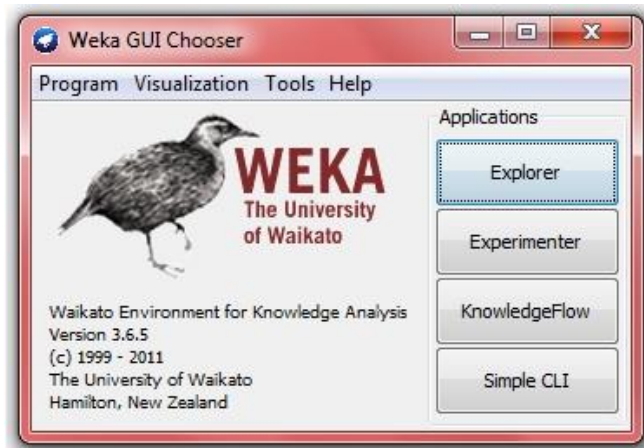 Weka GUI Chooser
Program Visualization Tools Help
WEKA
The University
of Waikato
Waikato Environment for Knowledge Analysis
Version 3.6.5
(c) 1999 - 2011
The University of Waikato
Hamilton, New Zealand
Applications
Explorer
Experimenter
KnowledgeFlow
Simple CLI